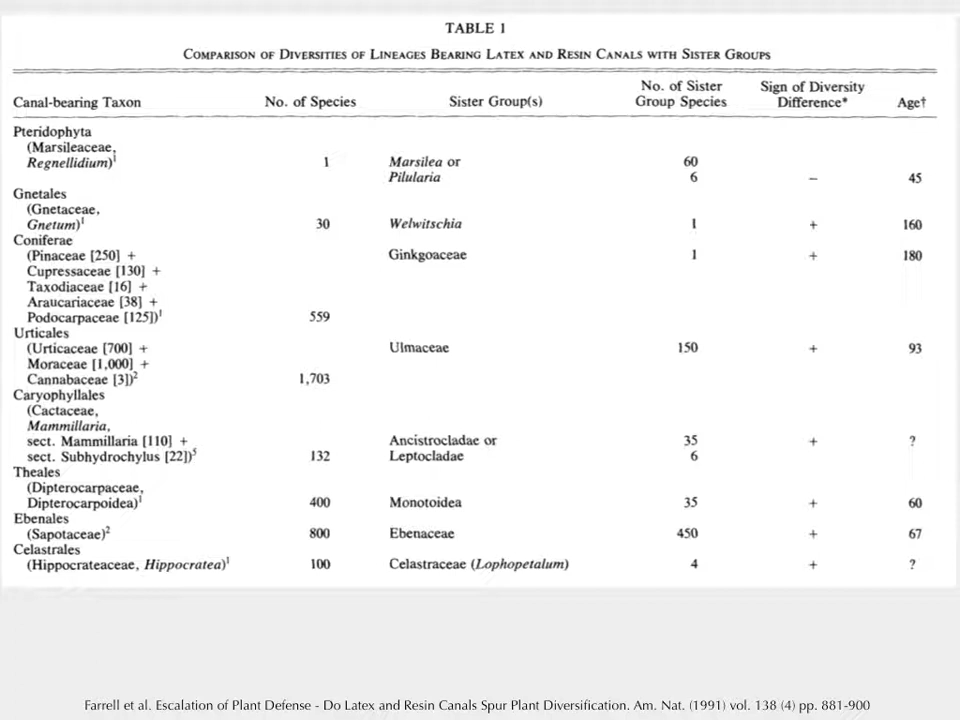 TABLE 1
COMPARISON OF DIVERSITIES OF LINEAGES BEARING LATEX AND RESIN CANALS WITH SISTER GROUPS
Canal-bearing Taxon No. of Species Sister Group(s) No. of Sister Group Species Sign of Diversity Difference* Age†
Pteridophyta
(Marsileaceae,
Regnellidium)¹ 1 Marsilea or 60
Pilularia 6 − 45
Gnetales
(Gnetaceae,
Gnetum)¹ 30 Welwitschia 1 + 160
Coniferae
(Pinaceae [250] + Ginkgoaceae 1 + 180
Cupressaceae [130] +
Taxodiaceae [16] +
Araucariaceae [38] +
Podocarpaceae [125])¹ 559
Urticales
(Urticaceae [700] + Ulmaceae 150 + 93
Moraceae [1,000] +
Cannabaceae [3])² 1,703
Caryophyllales
(Cactaceae,
Mammillaria,
sect. Mammillaria [110] + Ancistrocladae or 35 + ?
sect. Subhydrochylus [22])⁵ 132 Leptocladae 6
Theales
(Dipterocarpaceae,
Dipterocarpoidea)¹ 400 Monotoidea 35 + 60
Ebenales
(Sapotaceae)² 800 Ebenaceae 450 + 67
Celastrales
(Hippocrateaceae, Hippocratea)¹ 100 Celastraceae (Lophopetalum) 4 + ?
Farrell et al. Escalation of Plant Defense - Do Latex and Resin Canals Spur Plant Diversification. Am. Nat. (1991) vol. 138 (4) pp. 881-900